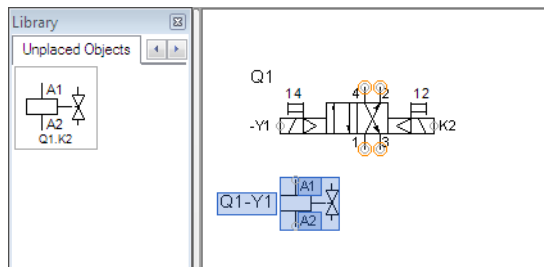 Library
Unplaced Objects
A1
A2
Q1.K2
Q1
14
4
2
12
-Y1
K2
1
3
Q1-Y1
A1
A2